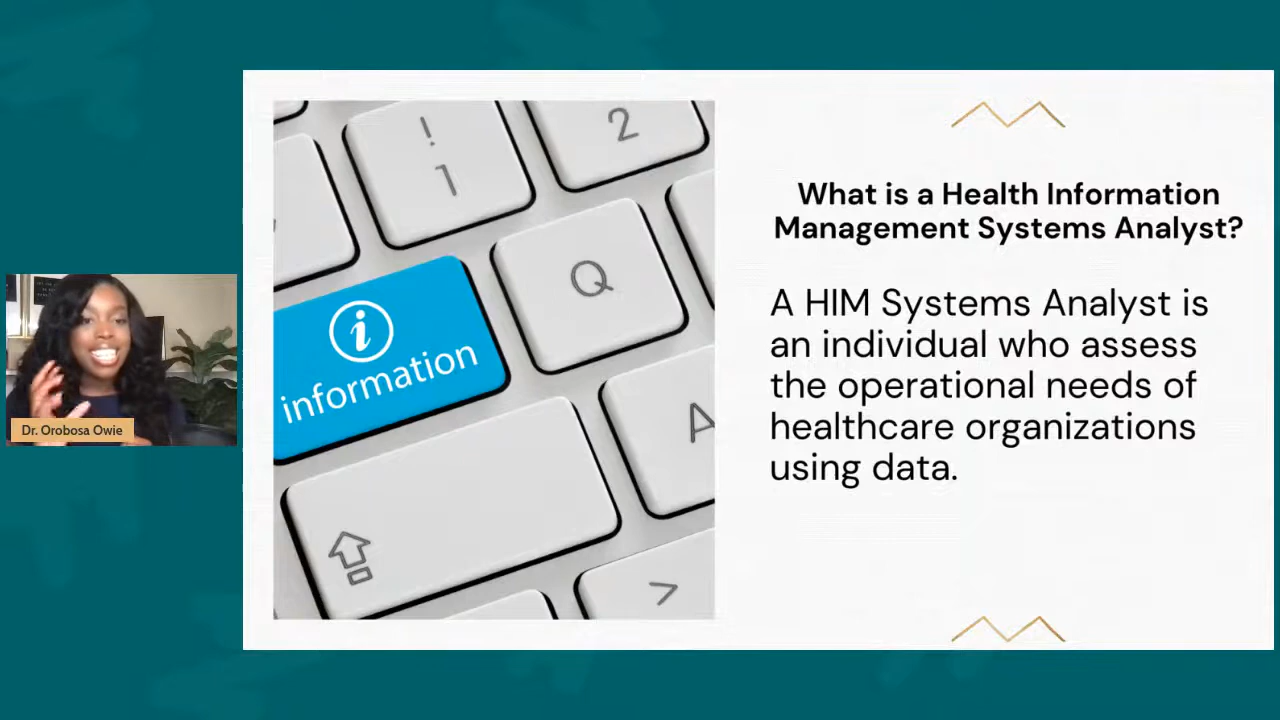 !
1
2
Q
i
information
A
>
Dr. Orobosa Owie
What is a Health Information
Management Systems Analyst?
A HIM Systems Analyst is
an individual who assess
the operational needs of
healthcare organizations
using data.